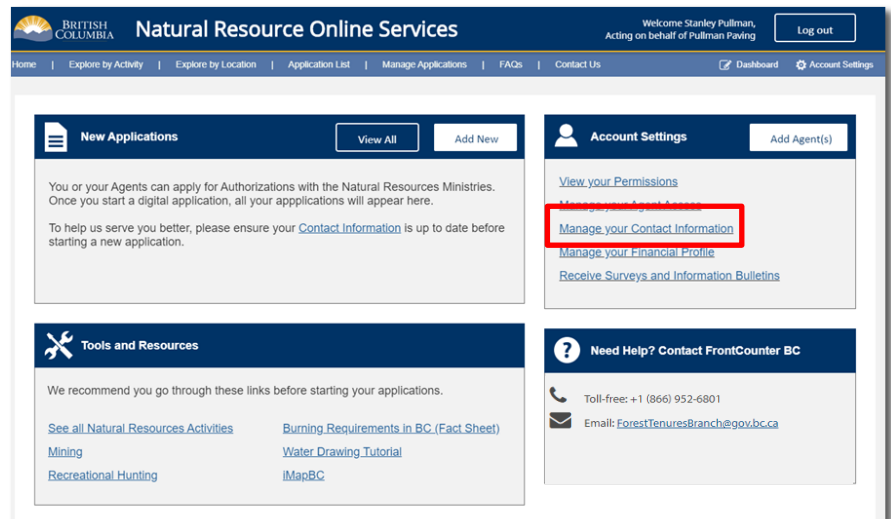 BRITISH
COLUMBIA
Natural Resource Online Services
Welcome Stanley Pullman,
Acting on behalf of Pullman Paving
Log out
Home | Explore by Activity | Explore by Location | Application List | Manage Applications | FAQs | Contact Us
Dashboard
Account Settings
New Applications
View All
Add New
You or your Agents can apply for Authorizations with the Natural Resources Ministries.
Once you start a digital application, all your appplications will appear here.
To help us serve you better, please ensure your Contact Information is up to date before
starting a new application.
Account Settings
Add Agent(s)
View your Permissions
Manage your Agent Access
Manage your Contact Information
Manage your Financial Profile
Receive Surveys and Information Bulletins
Tools and Resources
We recommend you go through these links before starting your applications.
See all Natural Resources Activities
Burning Requirements in BC (Fact Sheet)
Mining
Water Drawing Tutorial
Recreational Hunting
iMapBC
? Need Help? Contact FrontCounter BC
Toll-free: +1 (866) 952-6801
Email: ForestTenuresBranch@gov.bc.ca